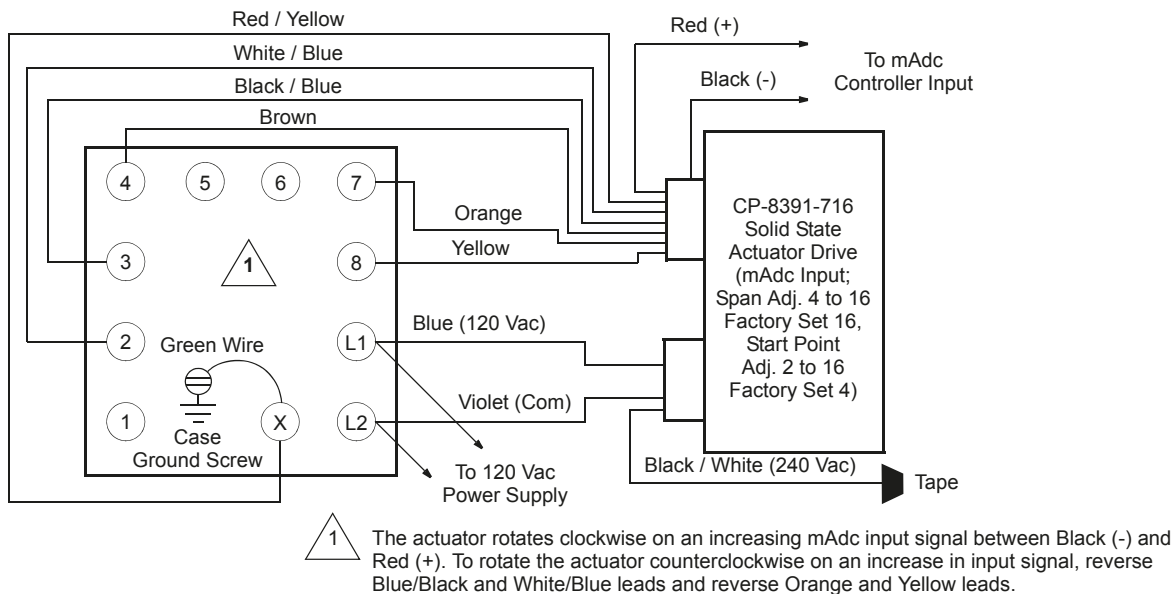 Red / Yellow
White / Blue
Black / Blue
Brown
Red (+)
To mAdc
Controller Input
Black (-)
4
5
6
7
3
1
8
2
L1
1
X
L2
Orange
Yellow
Green Wire
Case
Ground Screw
Blue (120 Vac)
Violet (Com)
To 120 Vac
Power Supply
CP-8391-716
Solid State
Actuator Drive
(mAdc Input;
Span Adj. 4 to 16
Factory Set 16,
Start Point
Adj. 2 to 16
Factory Set 4)
Black / White (240 Vac)
Tape
1
The actuator rotates clockwise on an increasing mAdc input signal between Black (-) and
Red (+). To rotate the actuator counterclockwise on an increase in input signal, reverse
Blue/Black and White/Blue leads and reverse Orange and Yellow leads.